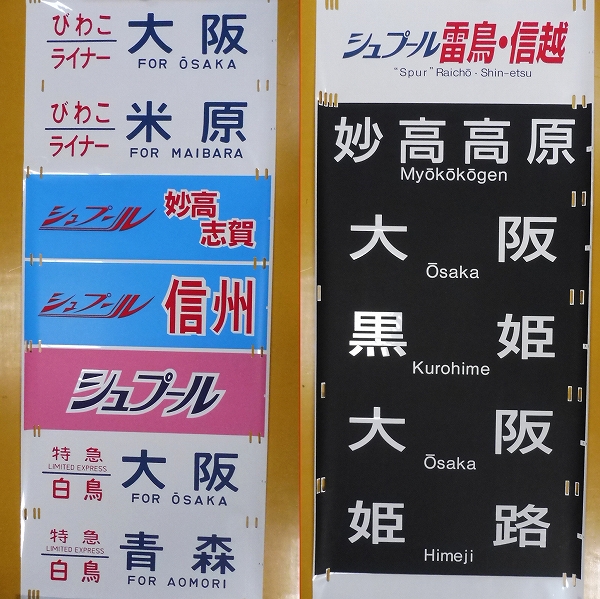 びわこ
ライナー
大阪
FOR ŌSAKA
びわこ
ライナー
米原
FOR MAIBARA
シュプール
妙高
志賀
シュプール
信州
シュプール
特急
LIMITED EXPRESS
白鳥
大阪
FOR ŌSAKA
特急
LIMITED EXPRESS
白鳥
青森
FOR AOMORI
シュプール雷鳥・信越
"Spur" Raichō・Shin-etsu
妙高高原
Myōkōkōgen
大阪
Ōsaka
黒姫
Kurohime
大阪
Ōsaka
姫路
Himeji